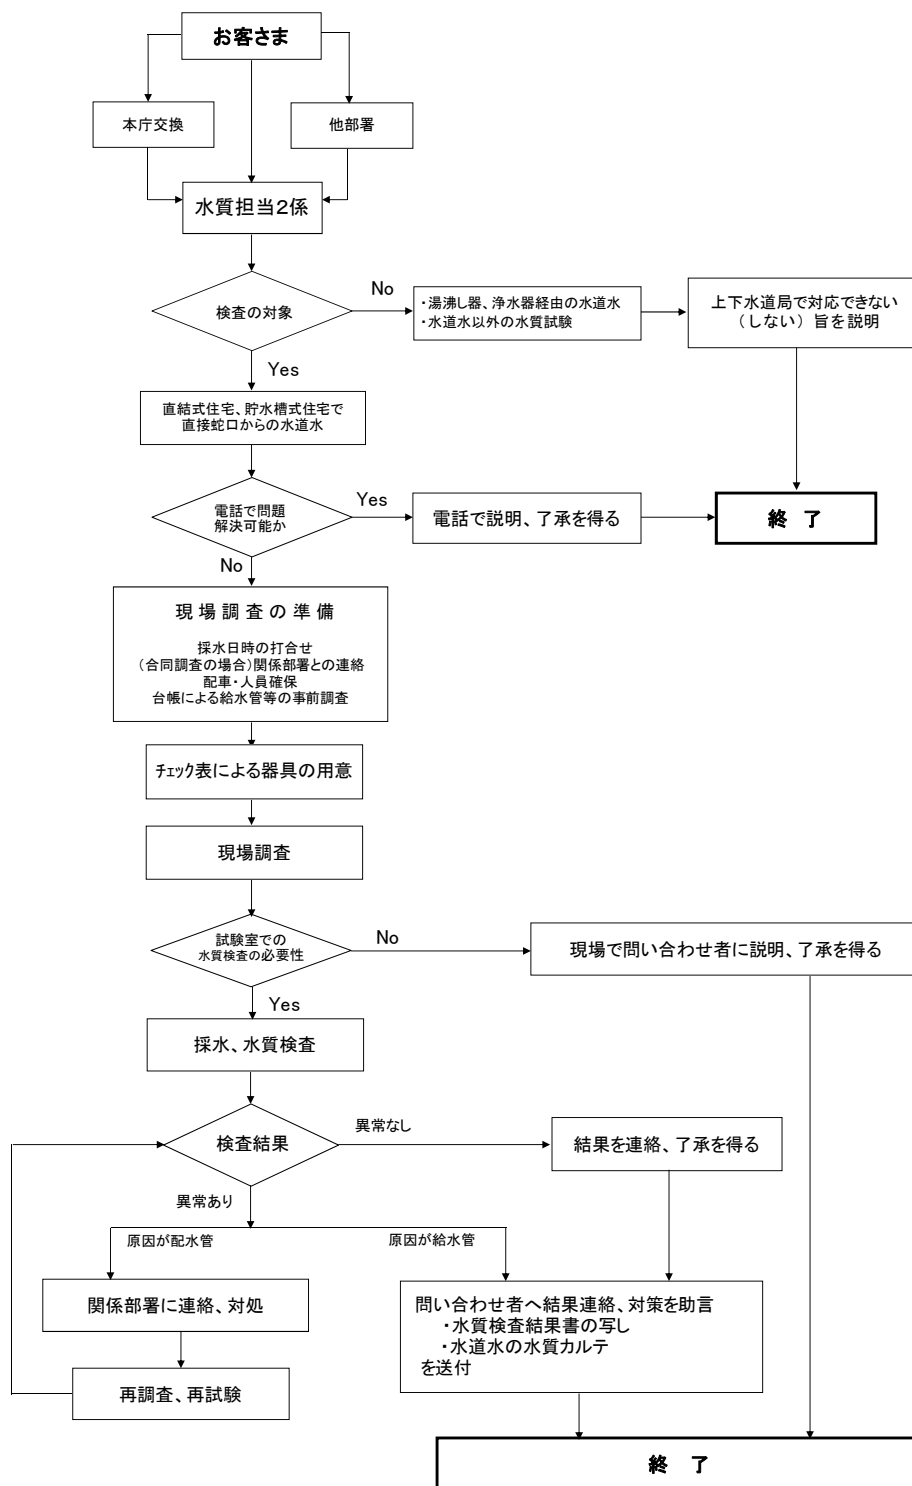 お客さま
本庁交換
他部署
水質担当2係
検査の対象
No
・湯沸し器、浄水器経由の水道水
・水道水以外の水質試験
上下水道局で対応できない
（しない）旨を説明
Yes
直結式住宅、貯水槽式住宅で
直接蛇口からの水道水
電話で問題
解決可能か
Yes
電話で説明、了承を得る
終 了
No
現 場 調 査 の 準 備
採水日時の打合せ
（合同調査の場合）関係部署との連絡
配車・人員確保
台帳による給水管等の事前調査
ﾁｪｯｸ表による器具の用意
現場調査
試験室での
水質検査の必要性
No
現場で問い合わせ者に説明、了承を得る
Yes
採水、水質検査
検査結果
異常なし
結果を連絡、了承を得る
異常あり
原因が配水管
原因が給水管
関係部署に連絡、対処
問い合わせ者へ結果連絡、対策を助言
・水質検査結果書の写し
・水道水の水質カルテ
を送付
再調査、再試験
終 了